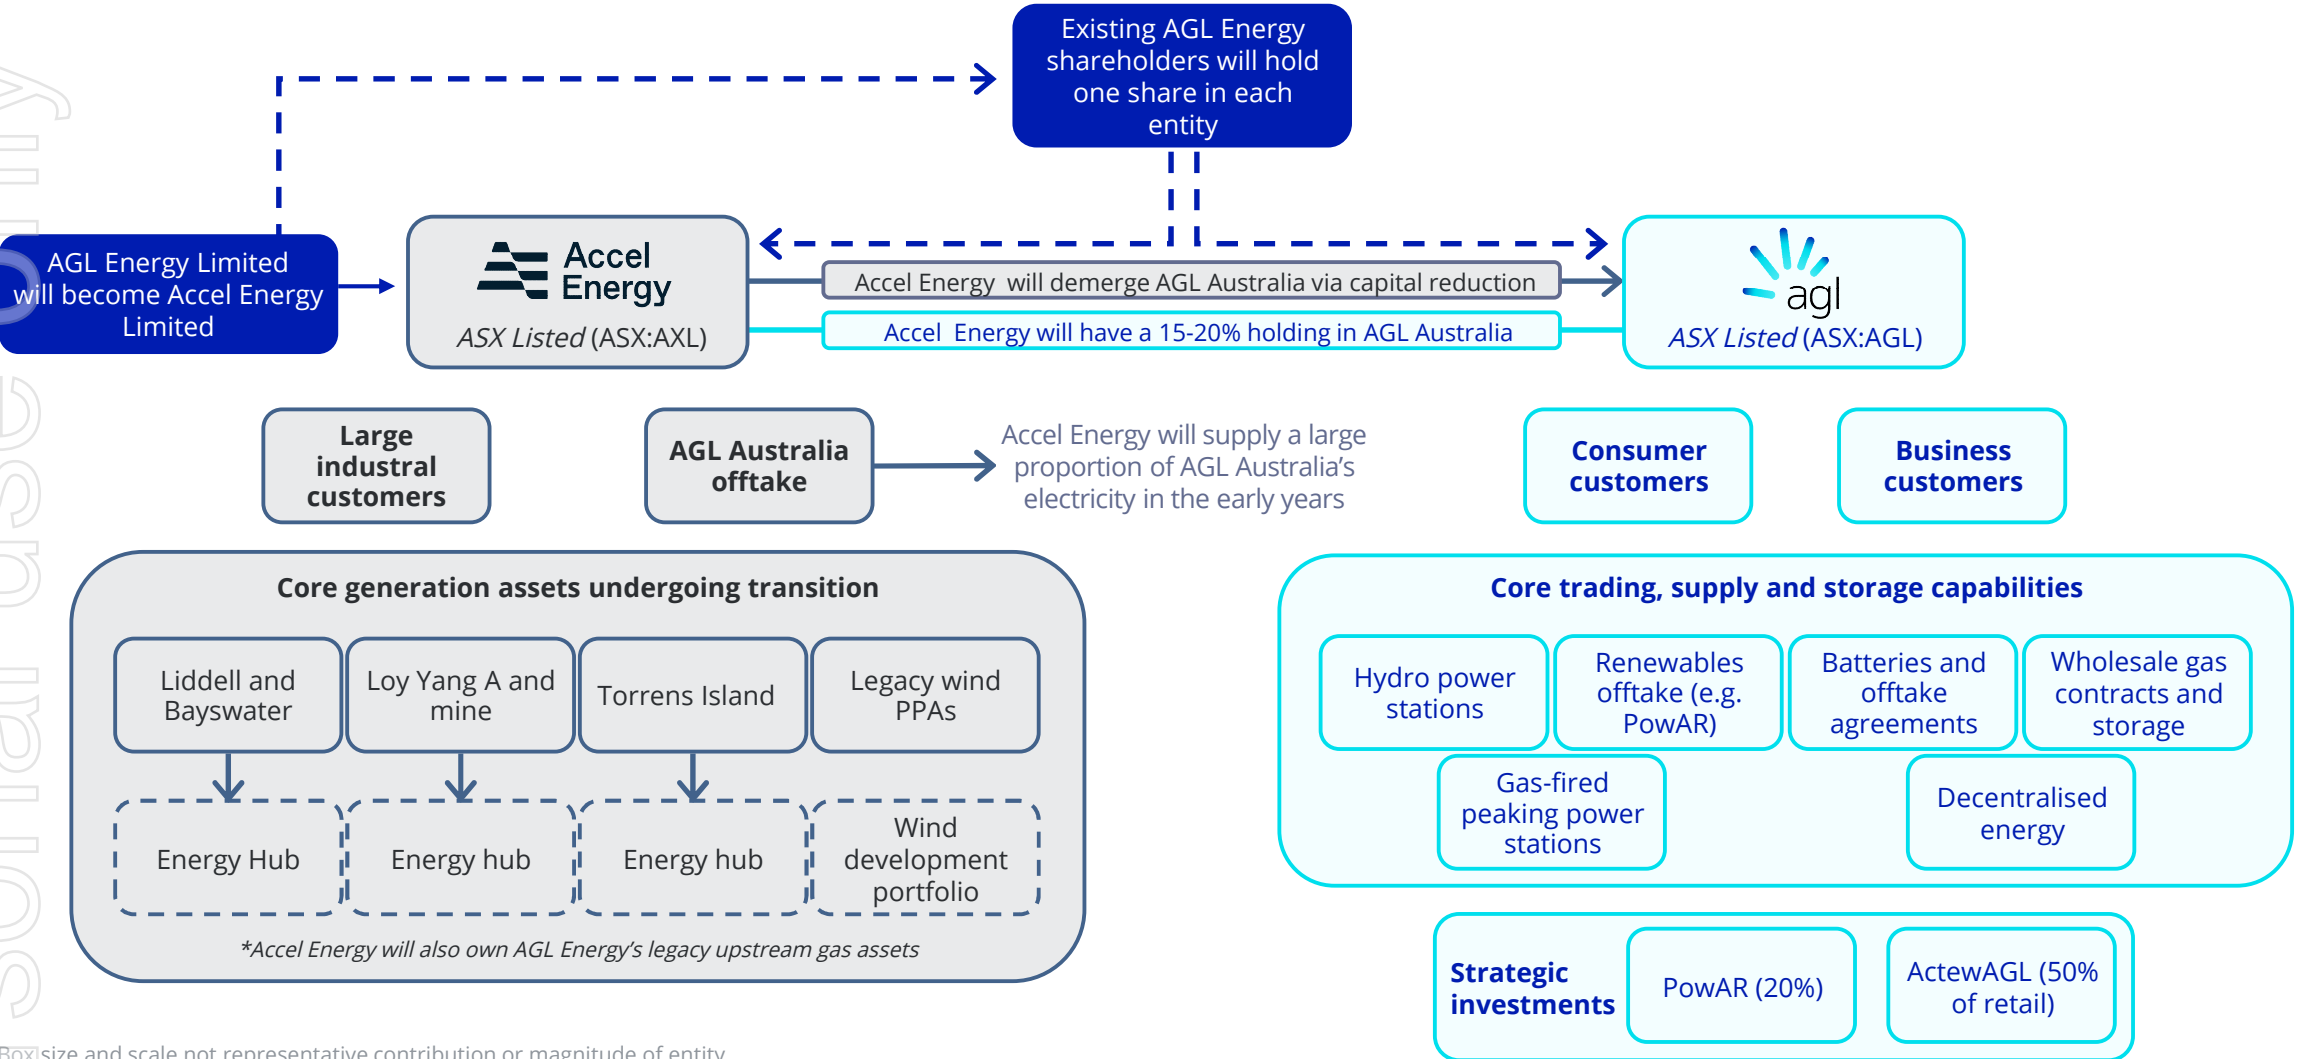 Existing AGL Energy
shareholders will hold
one share in each
entity
AGL Energy Limited
will become Accel Energy
Limited
Accel
Energy
ASX Listed (ASX:AXL)
Accel Energy will demerge AGL Australia via capital reduction
Accel Energy will have a 15-20% holding in AGL Australia
agl
ASX Listed (ASX:AGL)
Large
industral
customers
AGL Australia
offtake
Accel Energy will supply a large
proportion of AGL Australia’s
electricity in the early years
Consumer
customers
Business
customers
Core generation assets undergoing transition
Liddell and
Bayswater
Loy Yang A and
mine
Torrens Island
Legacy wind
PPAs
Energy Hub
Energy hub
Energy hub
Wind
development
portfolio
*Accel Energy will also own AGL Energy’s legacy upstream gas assets
Core trading, supply and storage capabilities
Hydro power
stations
Renewables
offtake (e.g.
PowAR)
Batteries and
offtake
agreements
Wholesale gas
contracts and
storage
Gas-fired
peaking power
stations
Decentralised
energy
Strategic
investments
PowAR (20%)
ActewAGL (50%
of retail)
Box size and scale not representative contribution or magnitude of entity